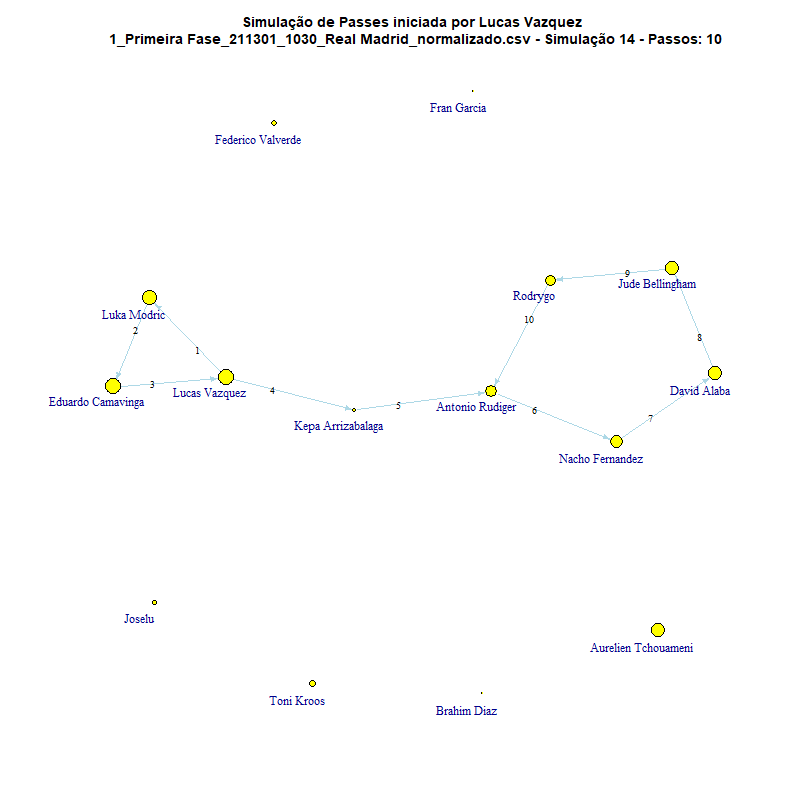 Simulação de Passes iniciada por Lucas Vazquez
1_Primeira Fase_211301_1030_Real Madrid_normalizado.csv - Simulação 14 - Passos: 10
Fran Garcia
Federico Valverde
9
Jude Bellingham
Rodrygo
Luka Modric
10
2
8
1
3
Lucas Vazquez
4
David Alaba
Eduardo Camavinga
5
Antonio Rudiger
6
7
Kepa Arrizabalaga
Nacho Fernandez
Joselu
Aurelien Tchouameni
Toni Kroos
Brahim Diaz